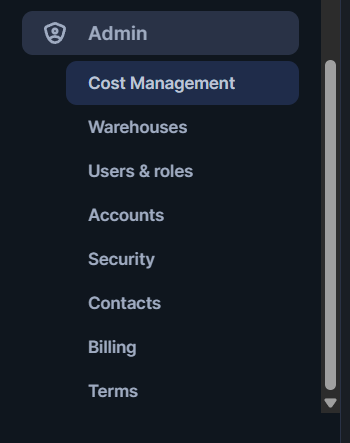 Admin
Cost Management
Warehouses
Users & roles
Accounts
Security
Contacts
Billing
Terms